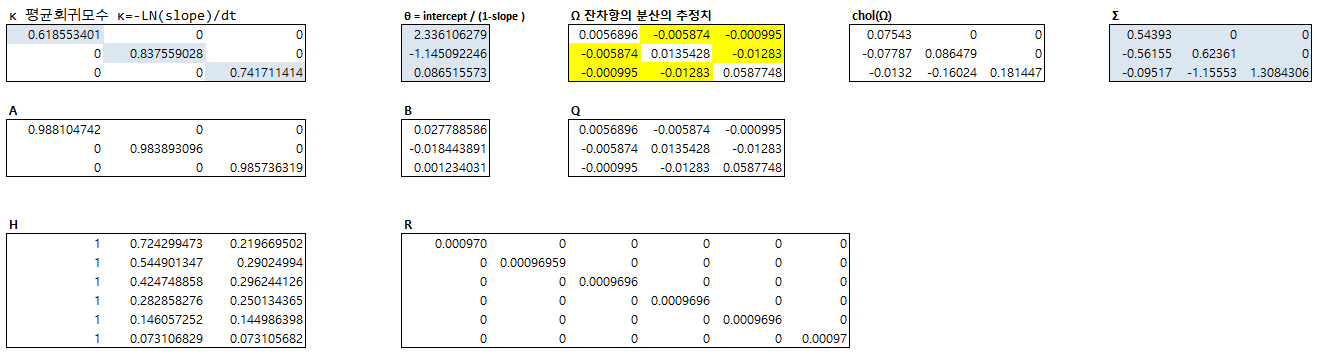 κ 평균회귀모수 κ=-LN(slope)/dt θ = intercept / (1-slope ) Ω 잔차항의 분산의 추정치 chol(Ω) Σ
0.618553401 0 0 2.336106279 0.0056896 -0.005874 -0.000995 0.07543 0 0 0.54393 0 0
0 0.837559028 0 -1.145092246 -0.005874 0.0135428 -0.01283 -0.07787 0.086479 0 -0.56155 0.62361 0
0 0 0.741711414 0.086515573 -0.000995 -0.01283 0.0587748 -0.0132 -0.16024 0.181447 -0.09517 -1.15553 1.3084306
A B Q
0.988104742 0 0 0.027788586 0.0056896 -0.005874 -0.000995
0 0.983893096 0 -0.018443891 -0.005874 0.0135428 -0.01283
0 0 0.985736319 0.001234031 -0.000995 -0.01283 0.0587748
H R
1 0.724299473 0.219669502 0.000970 0 0 0 0 0
1 0.544901347 0.29024994 0 0.00096959 0 0 0 0
1 0.424748858 0.296244126 0 0 0.0009696 0 0 0
1 0.282858276 0.250134365 0 0 0 0.0009696 0 0
1 0.146057252 0.144986398 0 0 0 0 0.0009696 0
1 0.073106829 0.073105682 0 0 0 0 0 0.00097